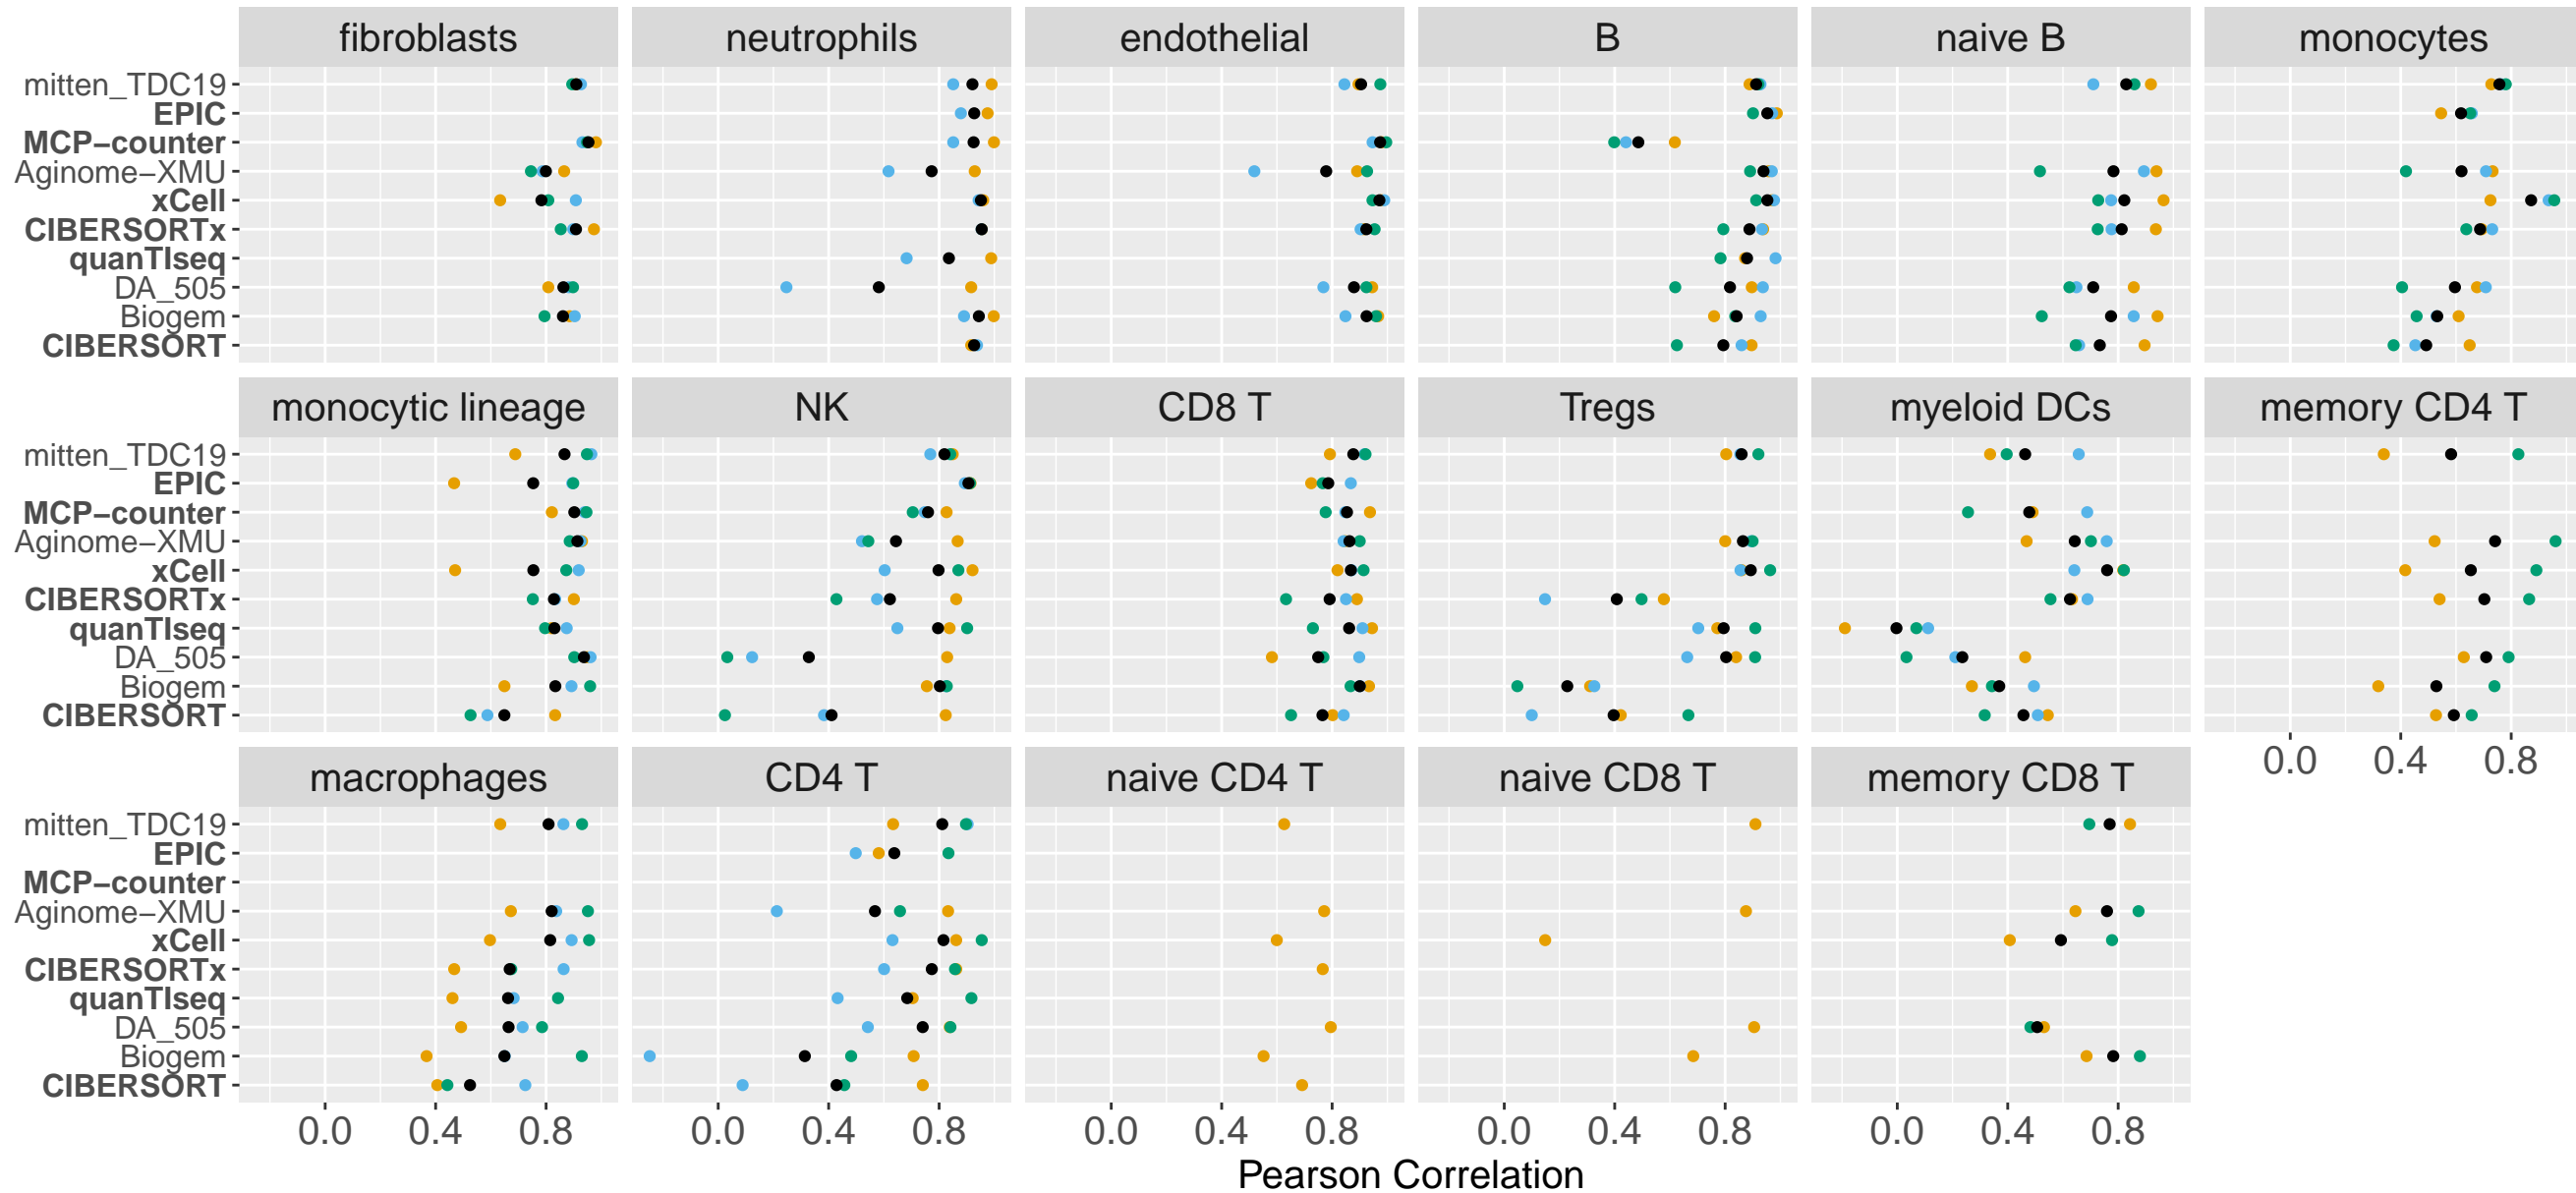 fibroblasts neutrophils endothelial B naive B monocytes
mitten_TDC19
EPIC
MCP−counter
Aginome−XMU
xCell
CIBERSORTx
quanTIseq
DA_505
Biogem
CIBERSORT
monocytic lineage NK CD8 T Tregs myeloid DCs memory CD4 T
mitten_TDC19
EPIC
MCP−counter
Aginome−XMU
xCell
CIBERSORTx
quanTIseq
DA_505
Biogem
CIBERSORT
0.0 0.4 0.8
macrophages CD4 T naive CD4 T naive CD8 T memory CD8 T
mitten_TDC19
EPIC
MCP−counter
Aginome−XMU
xCell
CIBERSORTx
quanTIseq
DA_505
Biogem
CIBERSORT
0.0 0.4 0.8 0.0 0.4 0.8 0.0 0.4 0.8 0.0 0.4 0.8 0.0 0.4 0.8
Pearson Correlation